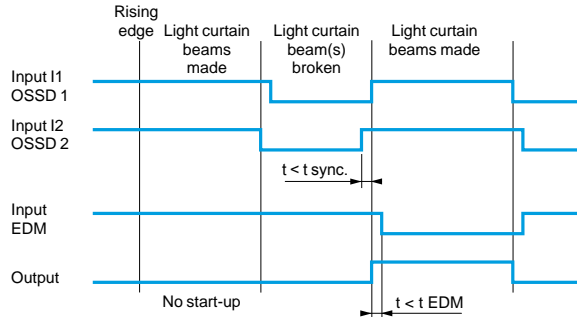 Rising
edge
Light curtain
beams
made
Light curtain
beam(s)
broken
Light curtain
beams made
Input I1
OSSD 1
Input I2
OSSD 2
t < t sync.
Input
EDM
Output
No start-up
t < t EDM